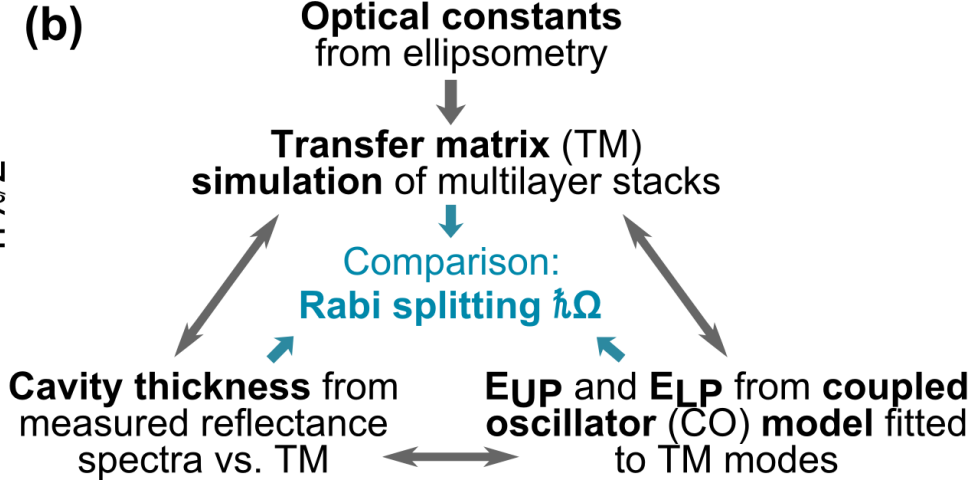 (b)
Optical constants
from ellipsometry
Transfer matrix (TM)
simulation of multilayer stacks
Comparison:
Rabi splitting ℏΩ
Cavity thickness from
measured reflectance
spectra vs. TM
EUP and ELP from coupled
oscillator (CO) model fitted
to TM modes